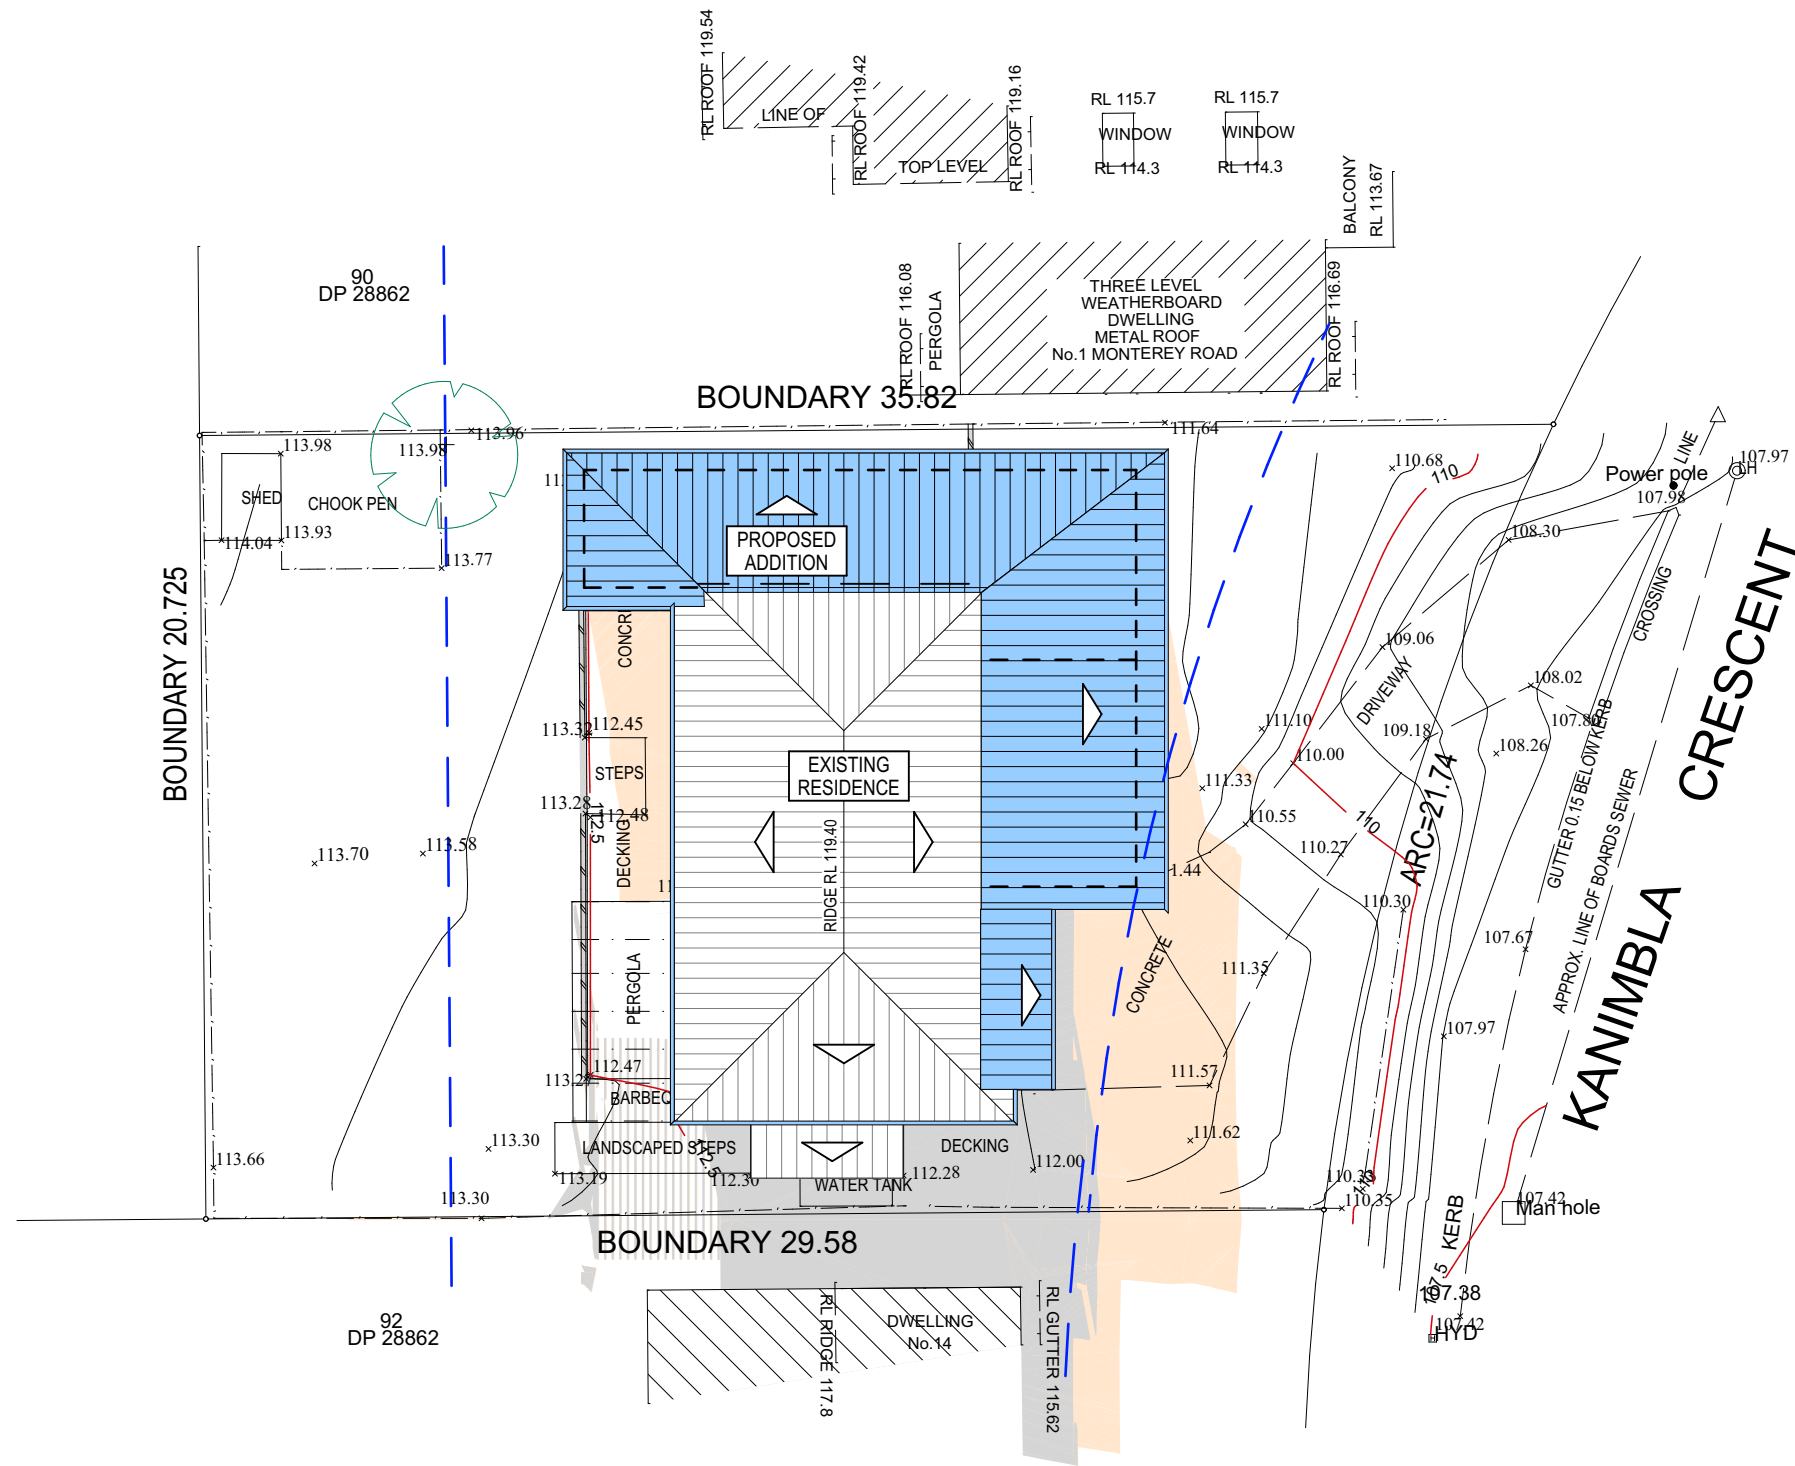 RL ROOF 119.54
LINE OF
RL ROOF 119.42
TOP LEVEL
RL ROOF 119.16
RL 115.7
WINDOW
RL 114.3
RL 115.7
WINDOW
RL 114.3
BALCONY
RL 113.67
90
DP 28862
RL ROOF 116.08
PERGOLA
THREE LEVEL
WEATHERBOARD
DWELLING
METAL ROOF
No.1 MONTEREY ROAD
RL ROOF 116.69
BOUNDARY 35.82
113.98
113.98
113.96
111.64
110.68
110
LINE
107.97
LH
Power pole
107.98
SHED
CHOOK PEN
114.04
113.93
113.77
PROPOSED
ADDITION
108.30
CROSSING
CRESCENT
BOUNDARY 20.725
CONCR
109.06
DRIVEWAY
108.02
113.32
112.45
STEPS
111.10
110.00
109.18
108.26
EXISTING
RESIDENCE
111.33
113.28
112.48
112.5
DECKING
RIDGE RL 119.40
110.55
110
110.27
ARC=21.74
GUTTER 0.15 BELOW KERB
APPROX. LINE OF BOARDS SEWER
113.70
113.58
1.44
110.30
107.67
KANIMBLA
PERGOLA
CONCRETE
111.35
107.97
112.47
BARBEC
111.57
LANDSCAPED STEPS
112.5
DECKING
111.62
113.66
113.30
113.19
112.30
112.28
WATER TANK
112.00
110.33
110
110.35
113.30
107.42
Man hole
BOUNDARY 29.58
KERB
107.5
107.38
107.42
HYD
92
DP 28862
RL RIDGE 117.8
DWELLING
No.14
RL GUTTER 115.62